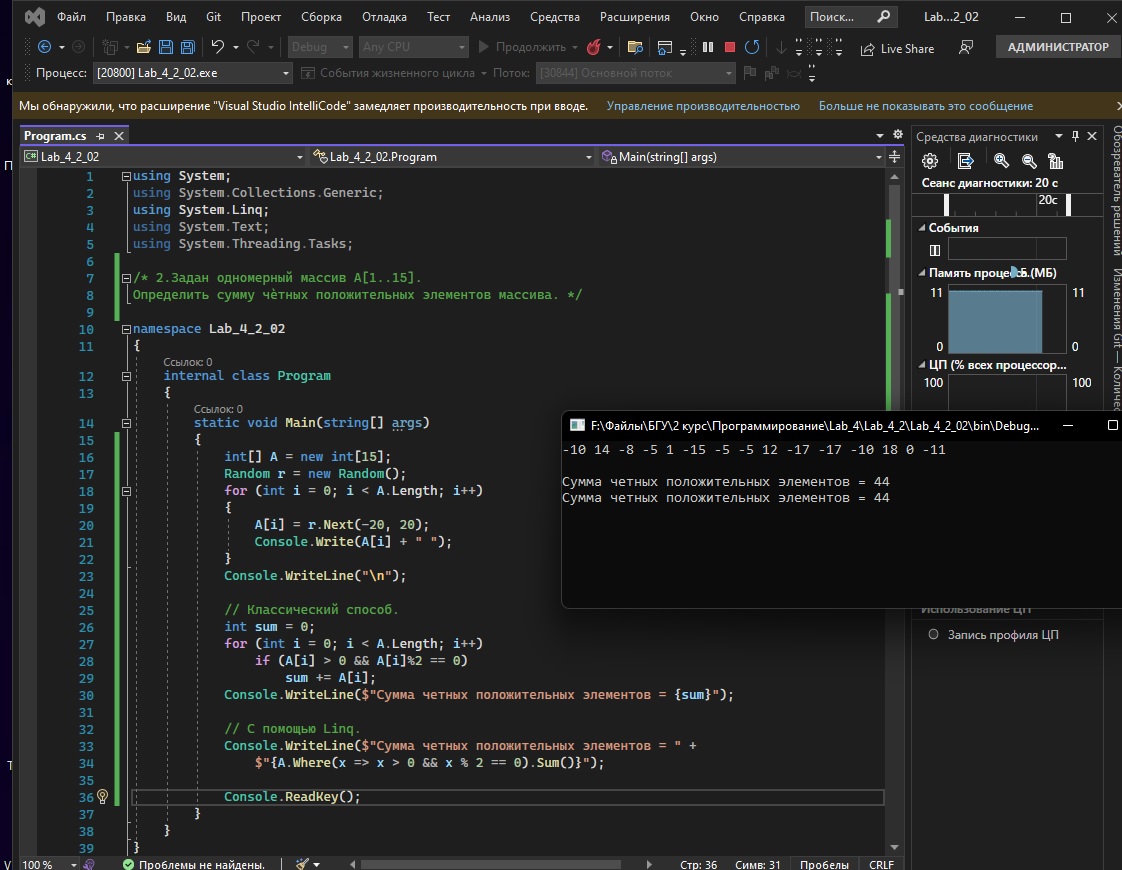 Файл Правка Вид Git Проект Сборка Отладка Тест Анализ Средства Расширения Окно Справка Поиск... Lab...2_02
Debug Any CPU Продолжить Live Share АДМИНИСТРАТОР
Процесс: [20800] Lab_4_2_02.exe События жизненного цикла Поток: [30844] Основной поток
Мы обнаружили, что расширение "Visual Studio IntelliCode" замедляет производительность при вводе. Управление производительностью Больше не показывать это сообщение
Program.cs
Lab_4_2_02 Lab_4_2_02.Program Main(string[] args)
1 using System;
2 using System.Collections.Generic;
3 using System.Linq;
4 using System.Text;
5 using System.Threading.Tasks;
6
7 /* 2.Задан одномерный массив A[1..15].
8 Определить сумму чѐтных положительных элементов массива. */
9
10 namespace Lab_4_2_02
11 {
Ссылок: 0
12 internal class Program
13 {
Ссылок: 0
14 static void Main(string[] args)
15 {
16 int[] A = new int[15];
17 Random r = new Random();
18 for (int i = 0; i < A.Length; i++)
19 {
20 A[i] = r.Next(-20, 20);
21 Console.Write(A[i] + " ");
22 }
23 Console.WriteLine("\n");
24
25 // Классический способ.
26 int sum = 0;
27 for (int i = 0; i < A.Length; i++)
28 if (A[i] > 0 && A[i]%2 == 0)
29 sum += A[i];
30 Console.WriteLine($"Сумма четных положительных элементов = {sum}");
31
32 // С помощью Linq.
33 Console.WriteLine($"Сумма четных положительных элементов = " +
34 $"{A.Where(x => x > 0 && x % 2 == 0).Sum()}");
35
36 Console.ReadKey();
37 }
38 }
39 }
Средства диагностики
Сеанс диагностики: 20 с
20с
События
Память процесс (МБ)
11 11
0 0
ЦП (% всех процессор...
100 100
F:\Файлы\БГУ\2 курс\Программирование\Lab_4\Lab_4_2\Lab_4_2_02\bin\Debug...
-10 14 -8 -5 1 -15 -5 -5 12 -17 -17 -10 18 0 -11
Сумма четных положительных элементов = 44
Сумма четных положительных элементов = 44
Использование ЦП
Запись профиля ЦП
Обозреватель решений
Изменения Git —
100 % Проблемы не найдены. Стр: 36 Симв: 31 Пробелы CRLF